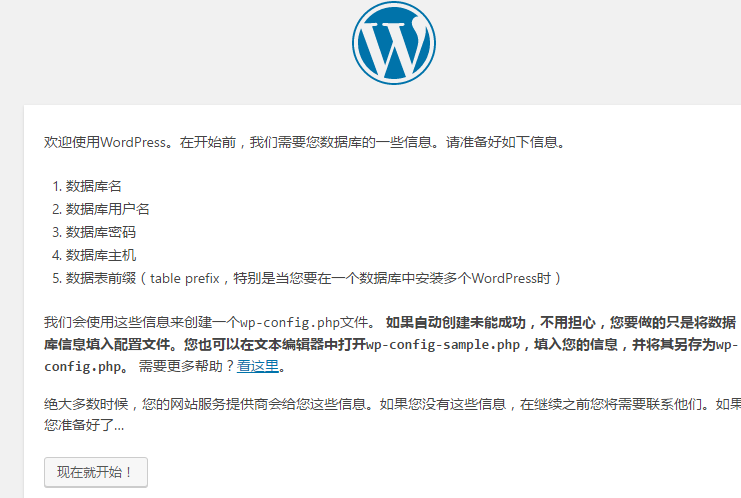 欢迎使用WordPress。在开始前，我们需要您数据库的一些信息。请准备好如下信息。
1. 数据库名
2. 数据库用户名
3. 数据库密码
4. 数据库主机
5. 数据表前缀（table prefix，特别是当您要在一个数据库中安装多个WordPress时）
我们会使用这些信息来创建一个wp-config.php文件。 如果自动创建未能成功，不用担心，您要做的只是将数据
库信息填入配置文件。您也可以在文本编辑器中打开wp-config-sample.php，填入您的信息，并将其另存为wp-
config.php。 需要更多帮助？看这里。
绝大多数时候，您的网站服务提供商会给您这些信息。如果您没有这些信息，在继续之前您将需要联系他们。如果
您准备好了…
现在就开始！